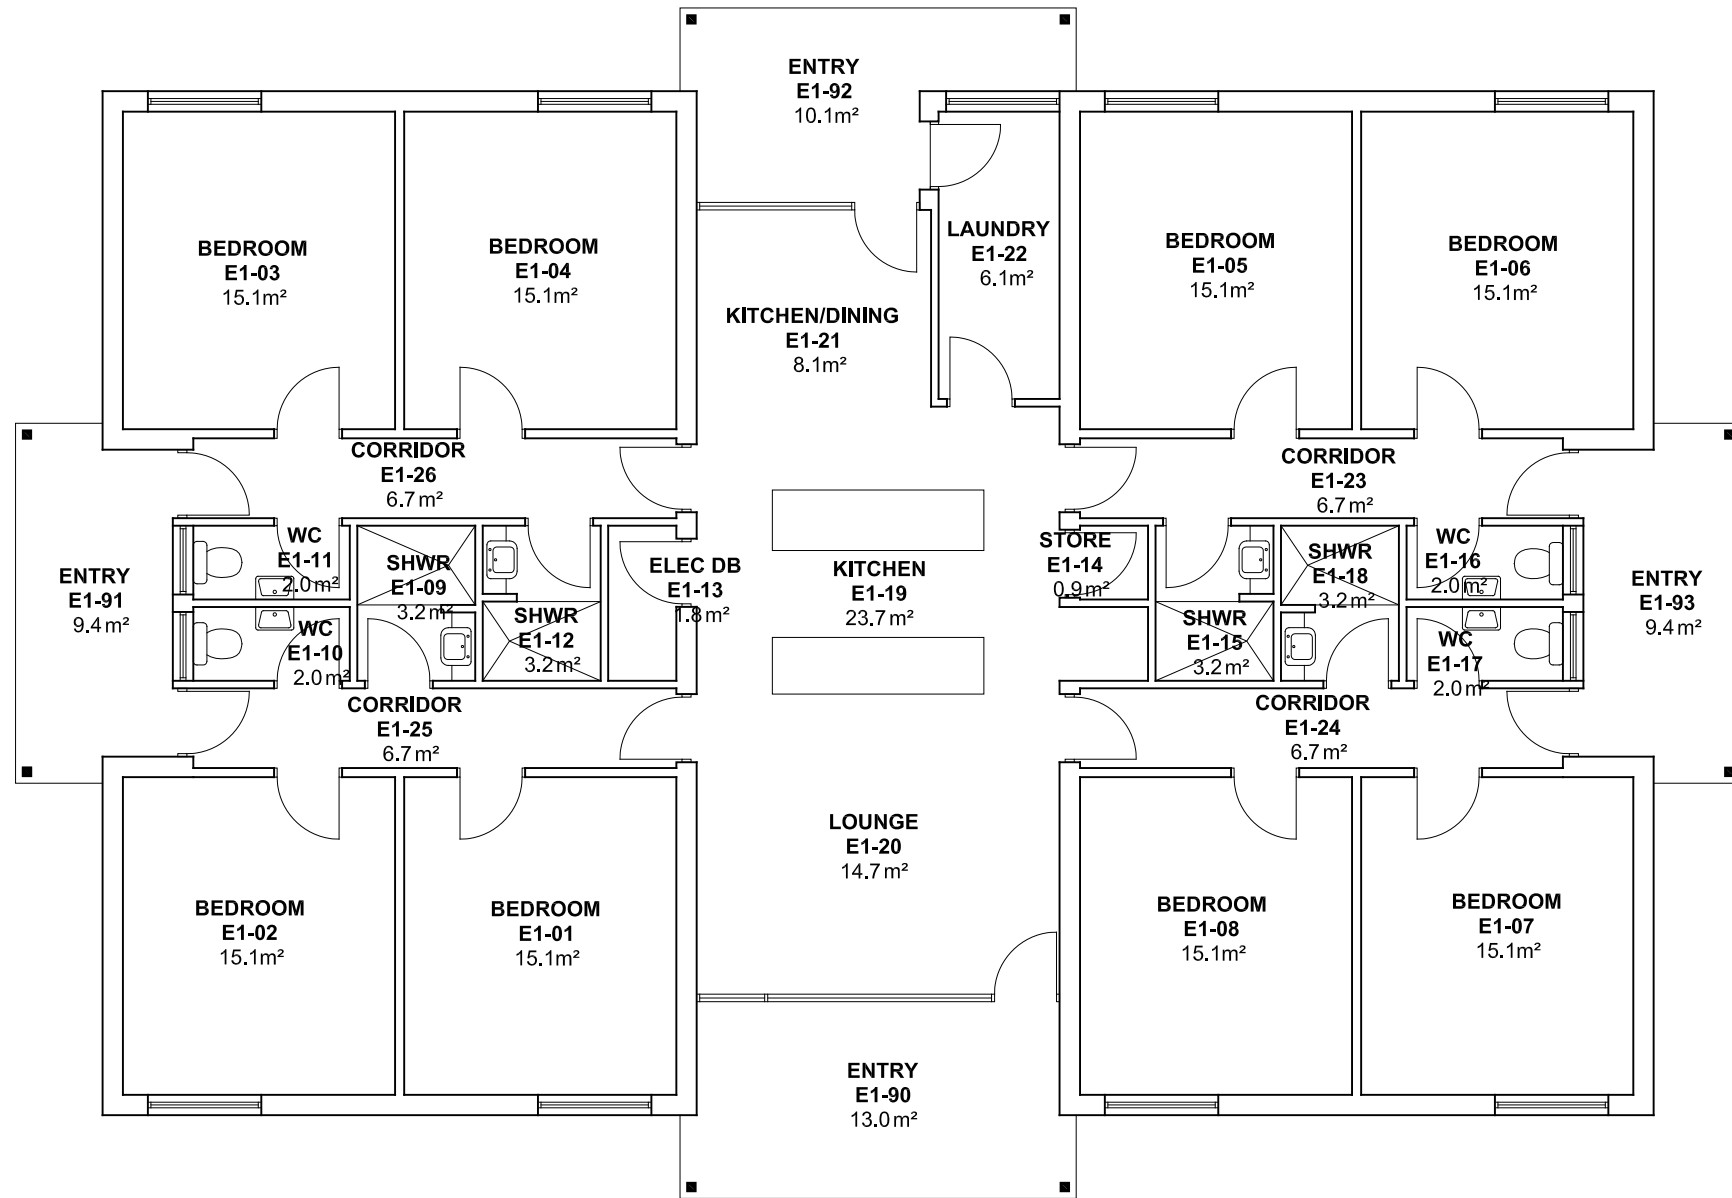 ENTRY
E1-92
10.1m²
BEDROOM
E1-03
15.1m²
BEDROOM
E1-04
15.1m²
LAUNDRY
E1-22
6.1m²
BEDROOM
E1-05
15.1m²
BEDROOM
E1-06
15.1m²
KITCHEN/DINING
E1-21
8.1m²
CORRIDOR
E1-26
6.7m²
CORRIDOR
E1-23
6.7m²
ENTRY
E1-91
9.4m²
WC
E1-11
2.0m²
SHWR
E1-09
3.2m²
ELEC DB
E1-13
1.8m²
KITCHEN
E1-19
23.7m²
STORE
E1-14
0.9m²
SHWR
E1-18
3.2m²
WC
E1-16
2.0m²
ENTRY
E1-93
9.4m²
WC
E1-10
2.0m²
SHWR
E1-12
3.2m²
SHWR
E1-15
3.2m²
WC
E1-17
2.0m²
CORRIDOR
E1-25
6.7m²
CORRIDOR
E1-24
6.7m²
LOUNGE
E1-20
14.7m²
BEDROOM
E1-02
15.1m²
BEDROOM
E1-01
15.1m²
BEDROOM
E1-08
15.1m²
BEDROOM
E1-07
15.1m²
ENTRY
E1-90
13.0m²